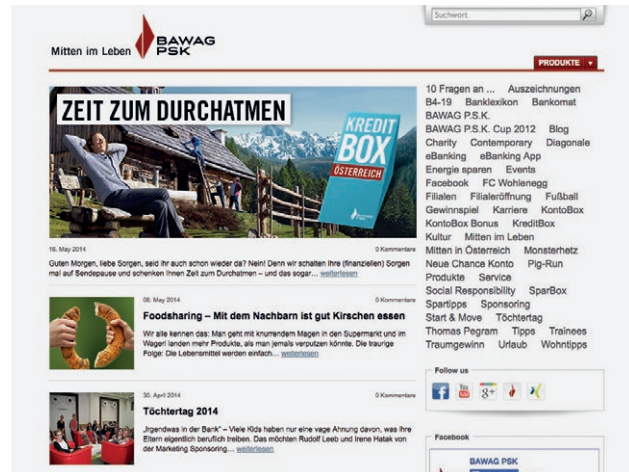 Suchwort
Mitten im Leben
BAWAG
PSK
PRODUKTE
ZEIT ZUM DURCHATMEN
KREDIT
BOX
ÖSTERREICH
16. May 2014 0 Kommentare
Guten Morgen, liebe Sorgen, seid ihr auch schon wieder da? Nein! Denn wir schalten Ihre (finanziellen) Sorgen
mal auf Sendepause und schenken Ihnen Zeit zum Durchatmen – und das sogar… weiterlesen
08. May 2014 0 Kommentare
Foodsharing – Mit dem Nachbarn ist gut Kirschen essen
Wir alle kennen das: Man geht mit knurrendem Magen in den Supermarkt und im
Wagerl landen mehr Produkte, als man jemals verputzen könnte. Die traurige
Folge: Die Lebensmittel werden einfach… weiterlesen
30. April 2014 0 Kommentare
Töchtertag 2014
„Irgendwas in der Bank“ – Viele Kids haben nur eine vage Ahnung davon, was ihre
Eltern eigentlich beruflich treiben. Das möchten Rudolf Leeb und Irene Hatak von
der Marketing Sponsoring… weiterlesen
10 Fragen an ... Auszeichnungen
B4-19 Banklexikon Bankomat
BAWAG P.S.K.
BAWAG P.S.K. Cup 2012 Blog
Charity Contemporary Diagonale
eBanking eBanking App
Energie sparen Events
Facebook FC Wohlenegg
Filialen Filialeröffnung Fußball
Gewinnspiel Karriere KontoBox
KontoBox Bonus KreditBox
Kultur Mitten im Leben
Mitten in Österreich Monsterhetz
Neue Chance Konto Pig-Run
Produkte Service
Social Responsibility SparBox
Spartipps Sponsoring
Start & Move Töchtertag
Thomas Pegram Tipps Trainees
Traumgewinn Urlaub Wohntipps
Follow us
Facebook
BAWAG PSK